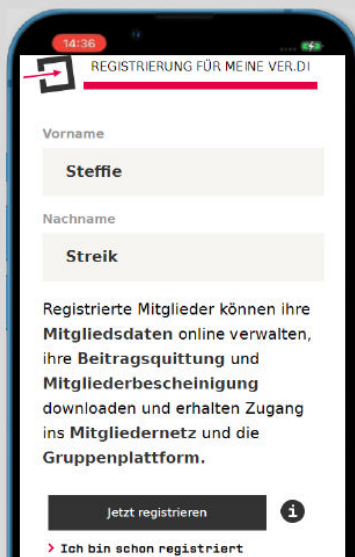 14:36
REGISTRIERUNG FÜR MEINE VER.DI
Vorname
Steffie
Nachname
Streik
Registrierte Mitglieder können ihre
Mitgliedsdaten online verwalten,
ihre Beitragsquittung und
Mitgliederbescheinigung
downloaden und erhalten Zugang
ins Mitgliedernetz und die
Gruppenplattform.
Jetzt registrieren i
> Ich bin schon registriert